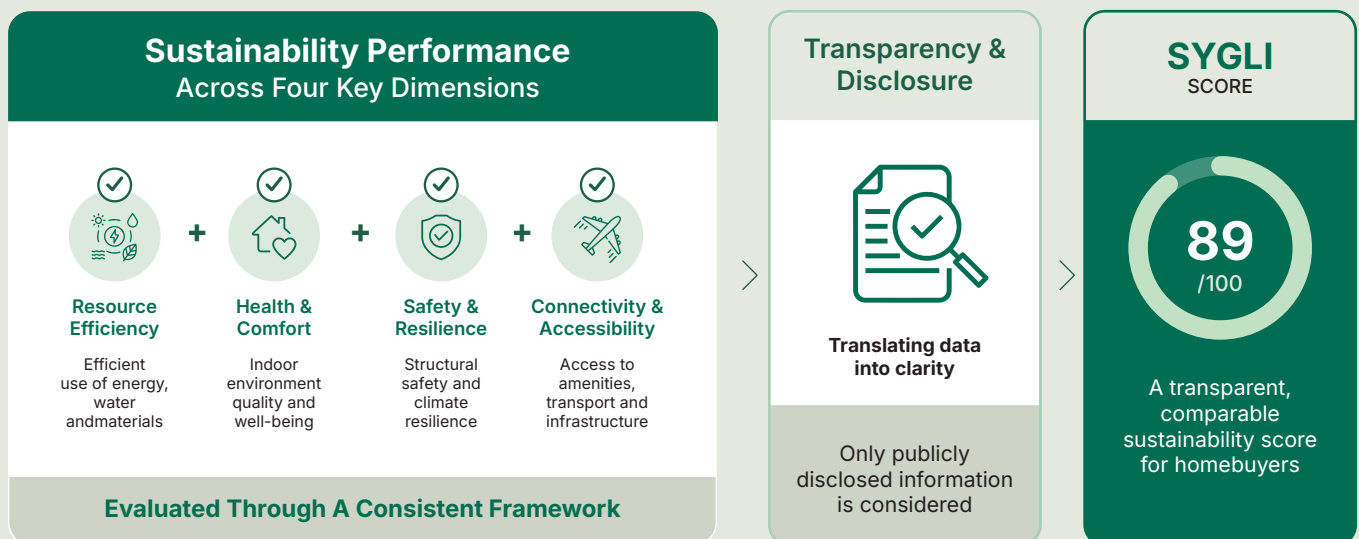 Sustainability Performance
Across Four Key Dimensions
Resource
Efficiency
Efficient
use of energy,
water
andmaterials
Health &
Comfort
Indoor
environment
quality and
well-being
Safety &
Resilience
Structural
safety and
climate
resilience
Connectivity &
Accessibility
Access to
amenities,
transport and
infrastructure
Evaluated Through A Consistent Framework
Transparency &
Disclosure
Translating data
into clarity
Only publicly
disclosed information
is considered
SYGLI
SCORE
89
/100
A transparent,
comparable
sustainability score
for homebuyers